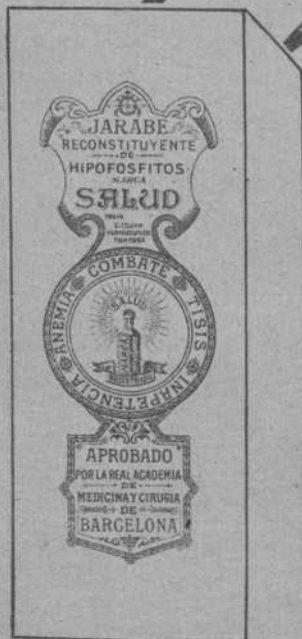 JARABE
RECONSTITUYENTE
DE
HIPOFOSFITOS
MARCA
SALUD
COMBATE
ANEMIA TISIS
INAPETENCIA
SALUD
APROBADO
POR LA REAL ACADEMIA
DE
MEDICINA Y CIRUGIA
DE
BARCELONA